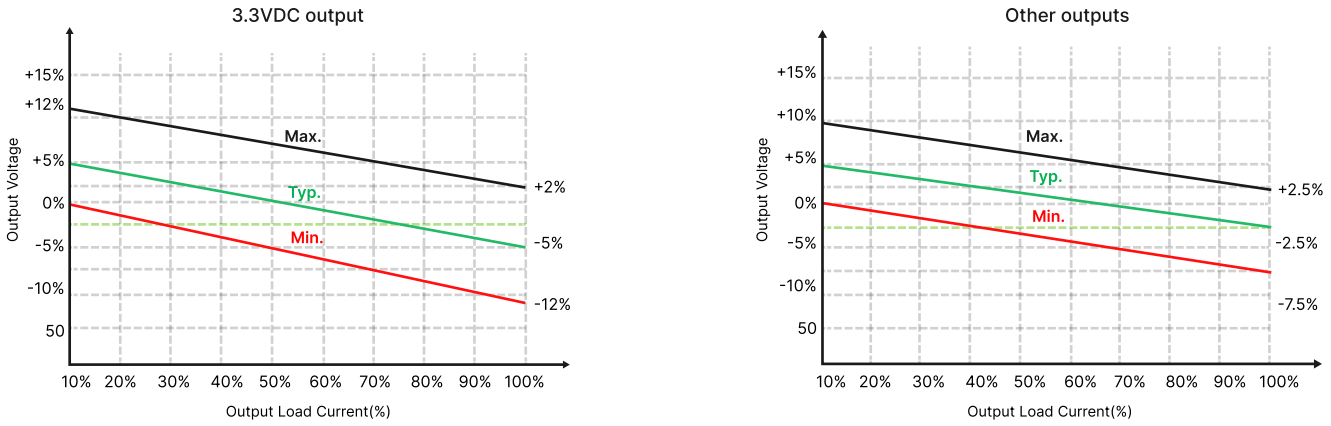 3.3VDC output
Output Voltage
+15%
+12%
+5%
0%
-5%
-10%
50
Max.
Typ.
Min.
+2%
-5%
-12%
10% 20% 30% 40% 50% 60% 70% 80% 90% 100%
Output Load Current(%)
Other outputs
Output Voltage
+15%
+10%
+5%
0%
-5%
-10%
50
Max.
Typ.
Min.
+2.5%
-2.5%
-7.5%
10% 20% 30% 40% 50% 60% 70% 80% 90% 100%
Output Load Current(%)